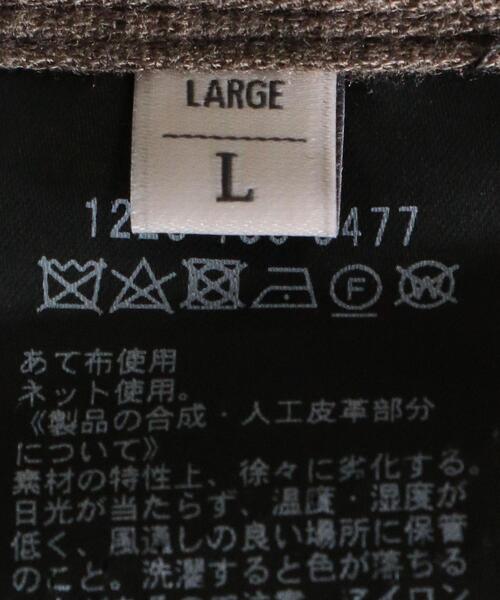 LARGE
L
477
F W
あて布使用
ネット使用。
《製品の合成・人工皮革部分
について》
素材の特性上、徐々に劣化する。
日光が当たらず、温度・湿度が
低く、風通しの良い場所に保管
のこと。洗濯すると色が落ちる